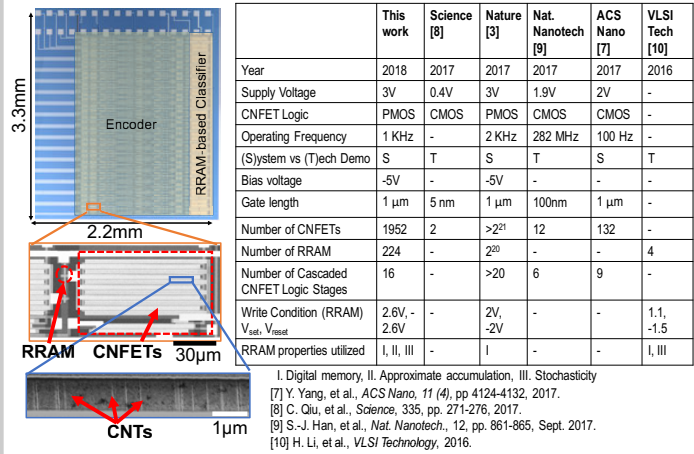 3.3mm
Encoder
RRAM-based Classifier
2.2mm
RRAM CNFETs 30µm
CNTs
1µm
This work | Science [8] | Nature [3] | Nat. Nanotech [9] | ACS Nano [7] | VLSI Tech [10]
Year | 2018 | 2017 | 2017 | 2017 | 2017 | 2016
Supply Voltage | 3V | 0.4V | 3V | 1.9V | 2V | -
CNFET Logic | PMOS | CMOS | PMOS | CMOS | CMOS | -
Operating Frequency | 1 KHz | - | 2 KHz | 282 MHz | 100 Hz | -
(S)ystem vs (T)ech Demo | S | T | S | T | S | T
Bias voltage | -5V | - | -5V | - | - | -
Gate length | 1 µm | 5 nm | 1 µm | 100nm | 1 µm | -
Number of CNFETs | 1952 | 2 | >2²¹ | 12 | 132 | -
Number of RRAM | 224 | - | 2²⁰ | - | - | 4
Number of Cascaded CNFET Logic Stages | 16 | - | >20 | 6 | 9 | -
Write Condition (RRAM) Vset, Vreset | 2.6V, -2.6V | - | 2V, -2V | - | - | 1.1, -1.5
RRAM properties utilized | I, II, III | - | I | - | - | I, III
I. Digital memory, II. Approximate accumulation, III. Stochasticity
[7] Y. Yang, et al., ACS Nano, 11 (4), pp 4124-4132, 2017.
[8] C. Qiu, et al., Science, 335, pp. 271-276, 2017.
[9] S.-J. Han, et al., Nat. Nanotech., 12, pp. 861-865, Sept. 2017.
[10] H. Li, et al., VLSI Technology, 2016.